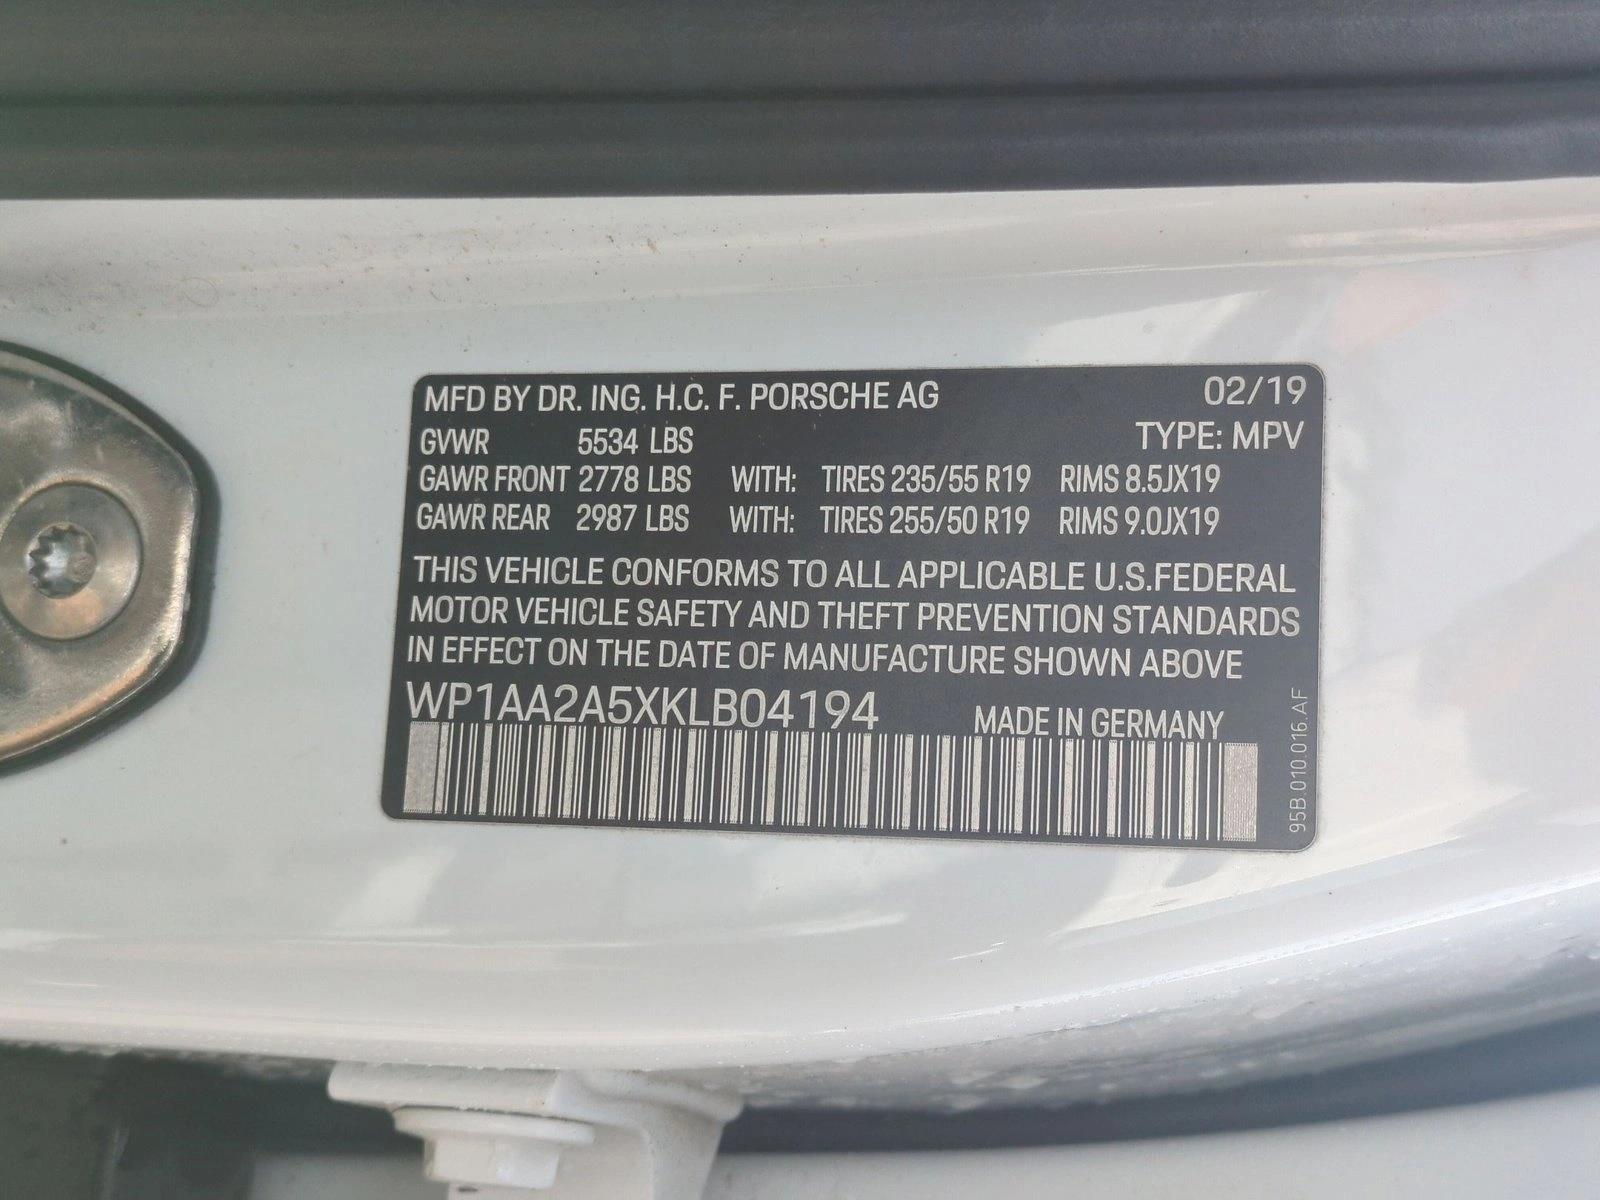 MFD BY DR. ING. H.C. F. PORSCHE AG 02/19
GVWR 5534 LBS TYPE: MPV
GAWR FRONT 2778 LBS WITH: TIRES 235/55 R19 RIMS 8.5JX19
GAWR REAR 2987 LBS WITH: TIRES 255/50 R19 RIMS 9.0JX19
THIS VEHICLE CONFORMS TO ALL APPLICABLE U.S.FEDERAL
MOTOR VEHICLE SAFETY AND THEFT PREVENTION STANDARDS
IN EFFECT ON THE DATE OF MANUFACTURE SHOWN ABOVE
WP1AA2A5XKLB04194 MADE IN GERMANY
95B.010.016.AF